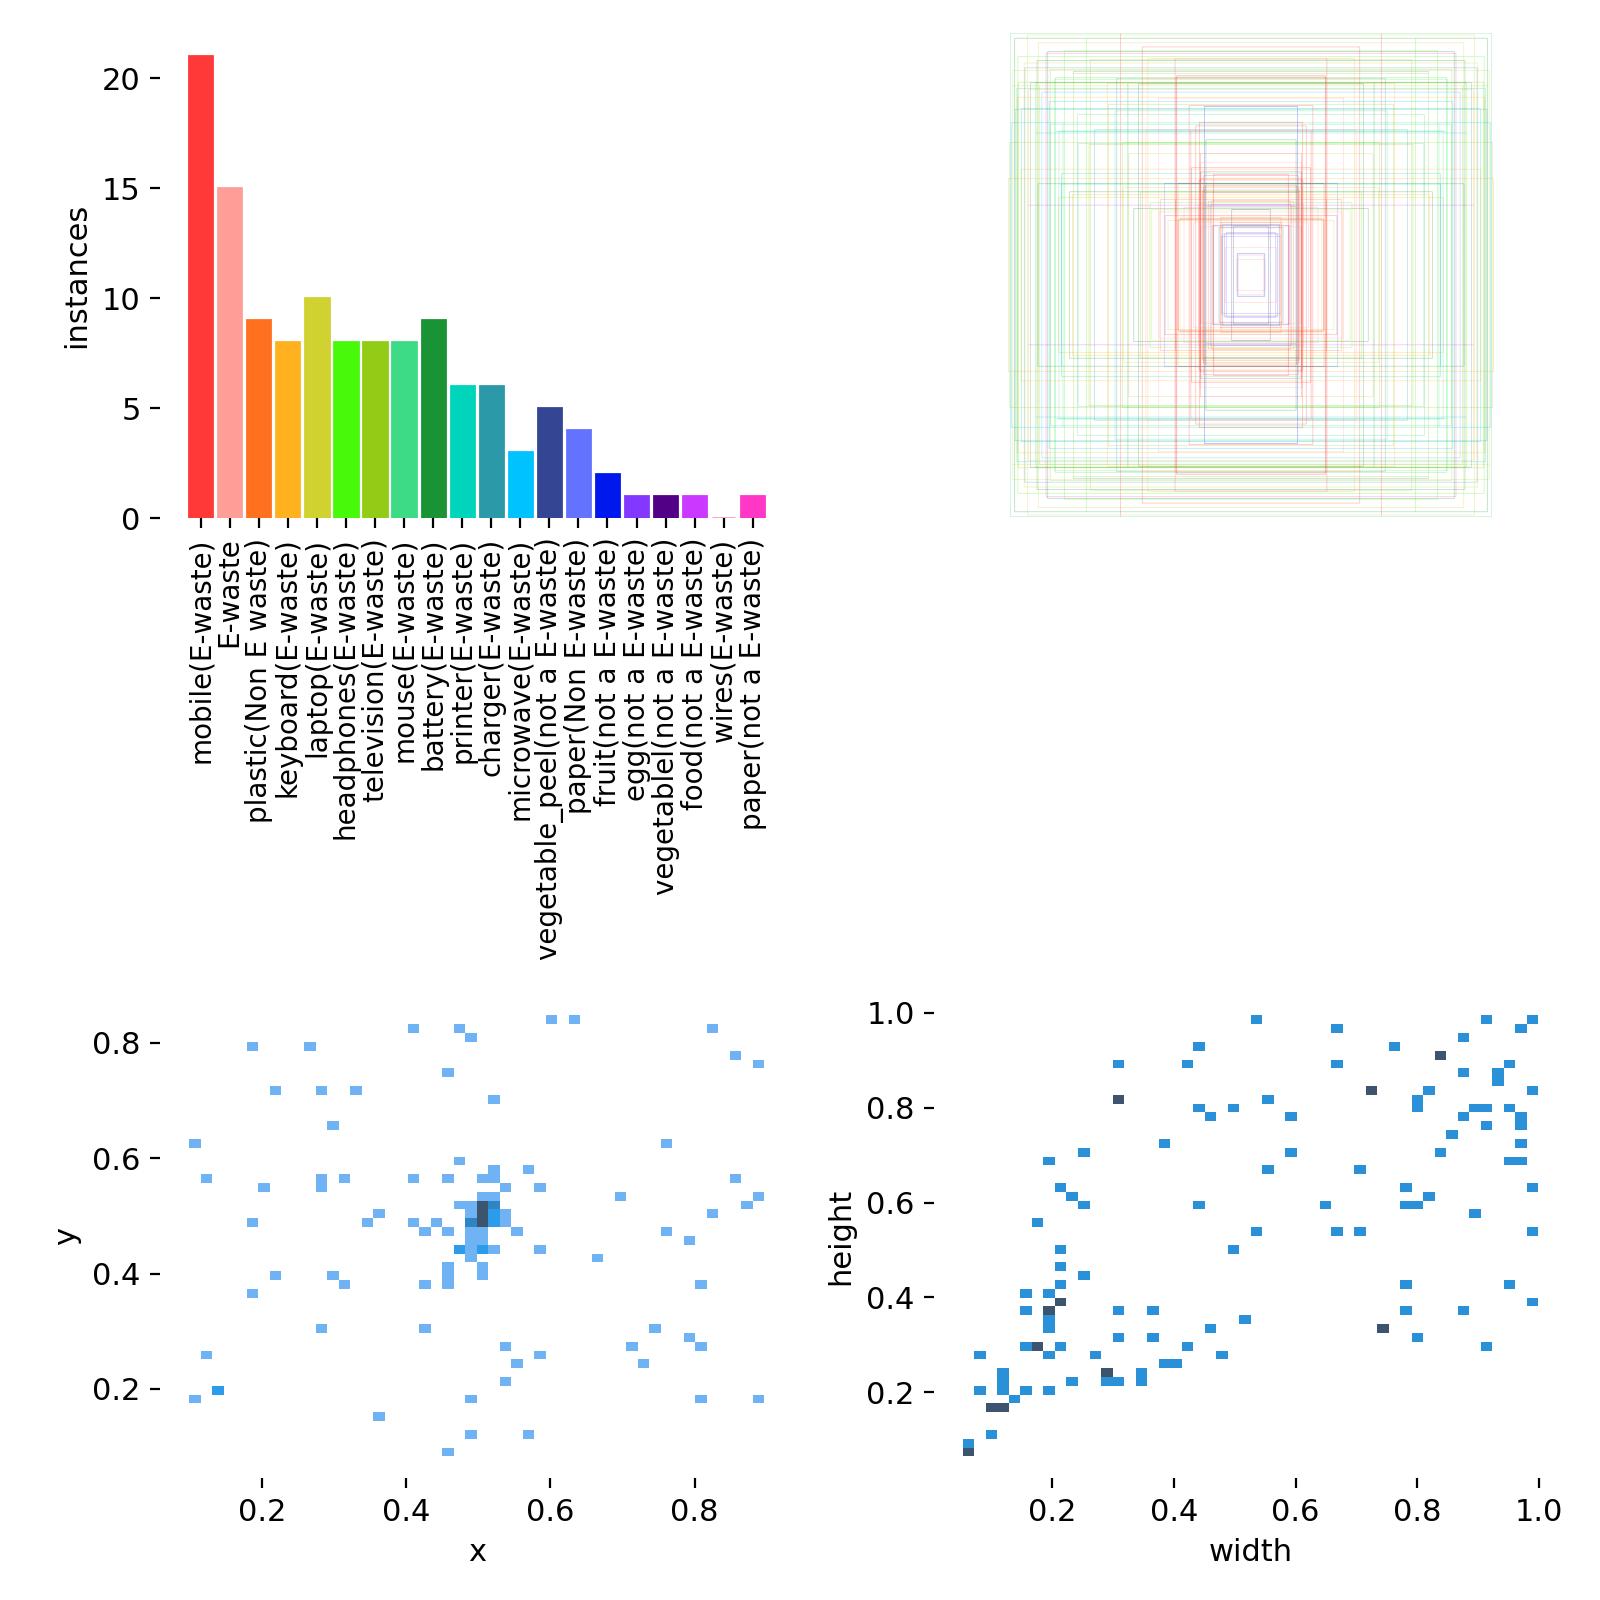 20
15
10
5
0
instances
mobile(E-waste)
E-waste
plastic(Non E waste)
keyboard(E-waste)
laptop(E-waste)
headphones(E-waste)
television(E-waste)
mouse(E-waste)
battery(E-waste)
printer(E-waste)
charger(E-waste)
microwave(E-waste)
vegetable_peel(not a E-waste)
paper(Non E-waste)
fruit(not a E-waste)
egg(not a E-waste)
vegetablel(not a E-waste)
food(not a E-waste)
wires(E-waste)
paper(not a E-waste)
0.8
0.6
0.4
0.2
y
0.2 0.4 0.6 0.8
x
1.0
0.8
0.6
0.4
0.2
height
0.2 0.4 0.6 0.8 1.0
width